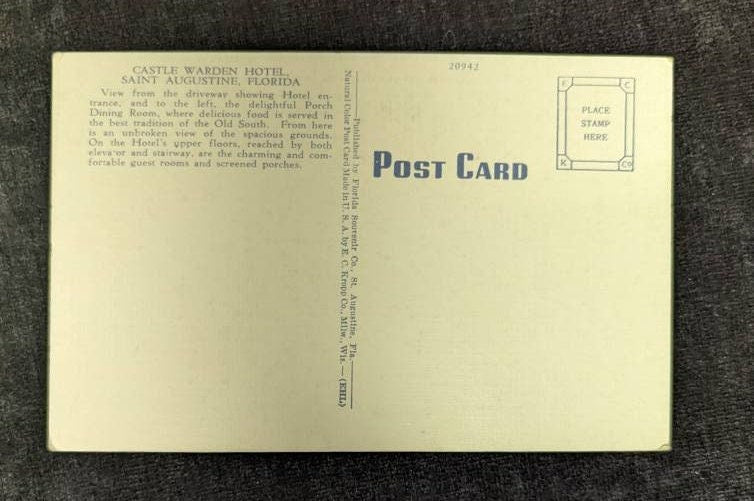 CASTLE WARDEN HOTEL,
SAINT AUGUSTINE, FLORIDA
View from the driveway showing Hotel en-
trance, and to the left, the delightful Porch
Dining Room, where delicious food is served in
the best tradition of the Old South. From here
is an unbroken view of the spacious grounds.
On the Hotel's upper floors, reached by both
elevator and stairway, are the charming and com-
fortable guest rooms and screened porches.
Published by Florida Souvenir Co., St. Augustine, Fla.
Natural Color Post Card Made in U. S. A. by E. C. Kropp Co., Milw., Wis. — (EHL)
20942
POST CARD
F C
PLACE
STAMP
HERE
K Co